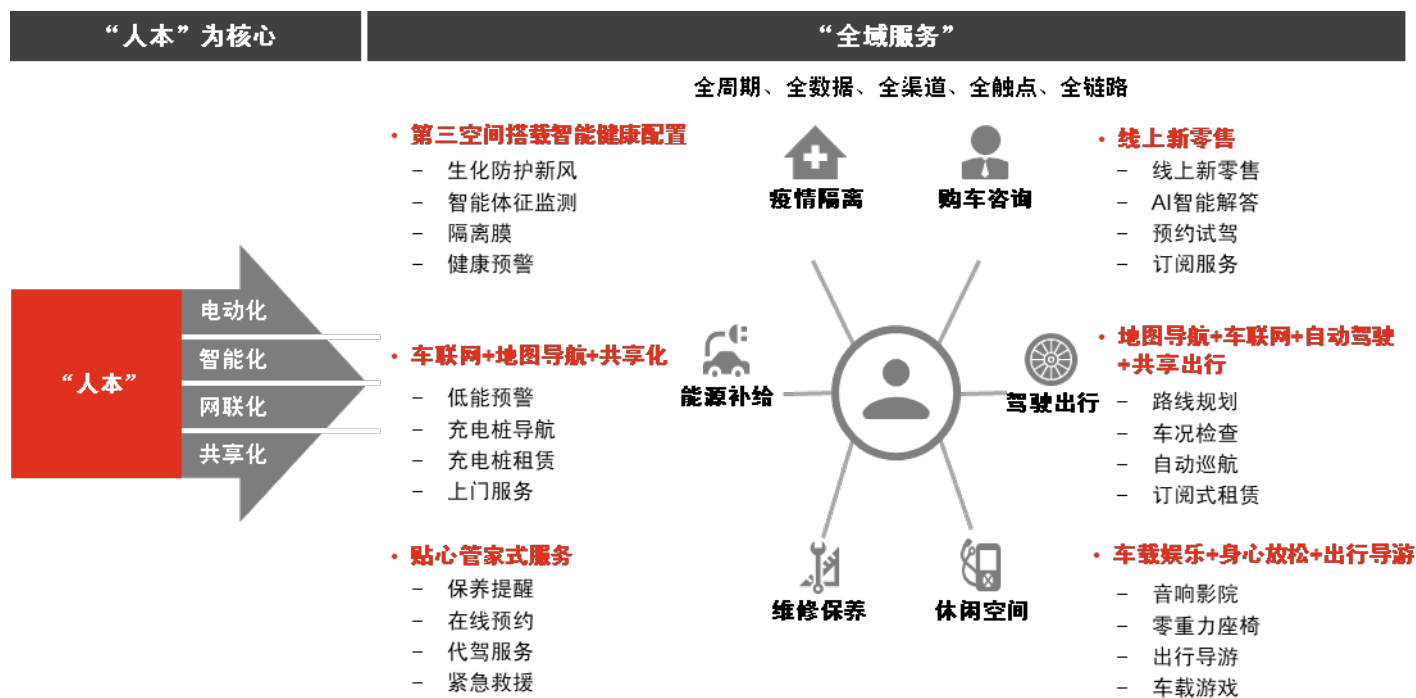 “人本”为核心
“全域服务”
全周期、全数据、全渠道、全触点、全链路
“人本”
电动化
智能化
网联化
共享化
• 第三空间搭载智能健康配置
– 生化防护新风
– 智能体征监测
– 隔离膜
– 健康预警
• 车联网+地图导航+共享化
– 低能预警
– 充电桩导航
– 充电桩租赁
– 上门服务
• 贴心管家式服务
– 保养提醒
– 在线预约
– 代驾服务
– 紧急救援
疫情隔离
购车咨询
能源补给
驾驶出行
维修保养
休闲空间
• 线上新零售
– 线上新零售
– AI智能解答
– 预约试驾
– 订阅服务
• 地图导航+车联网+自动驾驶
+共享出行
– 路线规划
– 车况检查
– 自动巡航
– 订阅式租赁
• 车载娱乐+身心放松+出行导游
– 音响影院
– 零重力座椅
– 出行导游
– 车载游戏